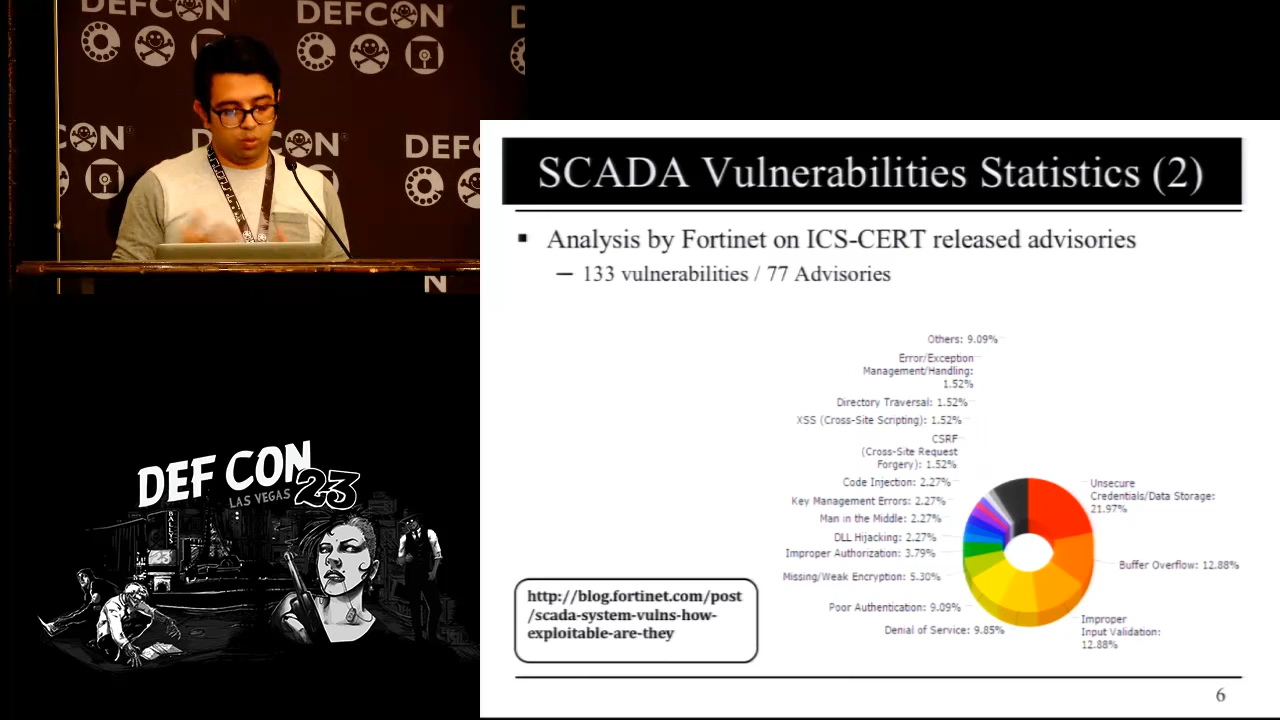 DEFCON
DEFCON
CON
DEFCON
DEFC
N
DEF CON 23
LAS VEGAS
BALLY'S
SCADA Vulnerabilities Statistics (2)
▪ Analysis by Fortinet on ICS-CERT released advisories
– 133 vulnerabilities / 77 Advisories
Others: 9.09%
Error/Exception
Management/Handling:
1.52%
Directory Traversal: 1.52%
XSS (Cross-Site Scripting): 1.52%
CSRF
(Cross-Site Request
Forgery): 1.52%
Code Injection: 2.27%
Key Management Errors: 2.27%
Man in the Middle: 2.27%
DLL Hijacking: 2.27%
Improper Authorization: 3.79%
Missing/Weak Encryption: 5.30%
Poor Authentication: 9.09%
Denial of Service: 9.85%
Unsecure
Credentials/Data Storage:
21.97%
Buffer Overflow: 12.88%
Improper
Input Validation:
12.88%
http://blog.fortinet.com/post
/scada-system-vulns-how-
exploitable-are-they
6